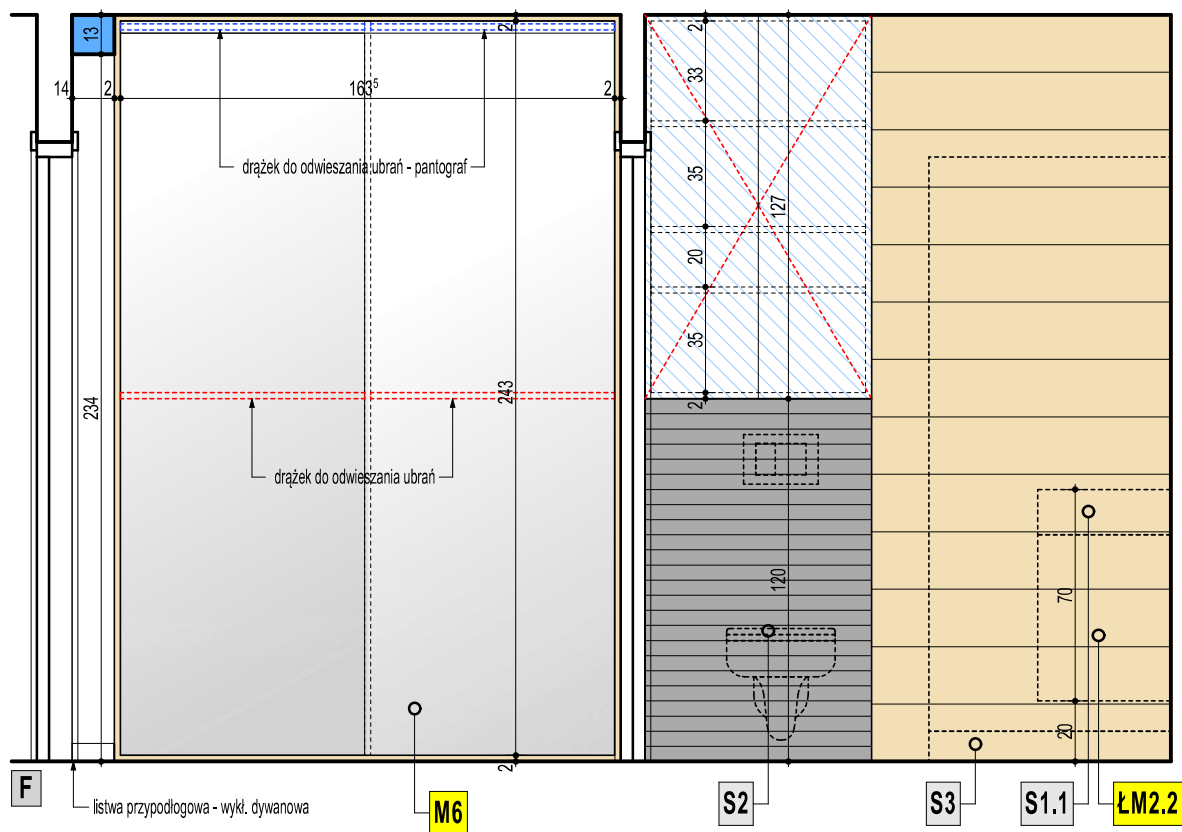 13
2
2
33
14
2
163⁵
2
drążek do odwieszania ubrań - pantograf
35
127
20
35
234
243
2
drążek do odwieszania ubrań
120
70
20
2
F
listwa przypodłogowa - wykł. dywanowa
M6
S2
S3
S1.1
ŁM2.2